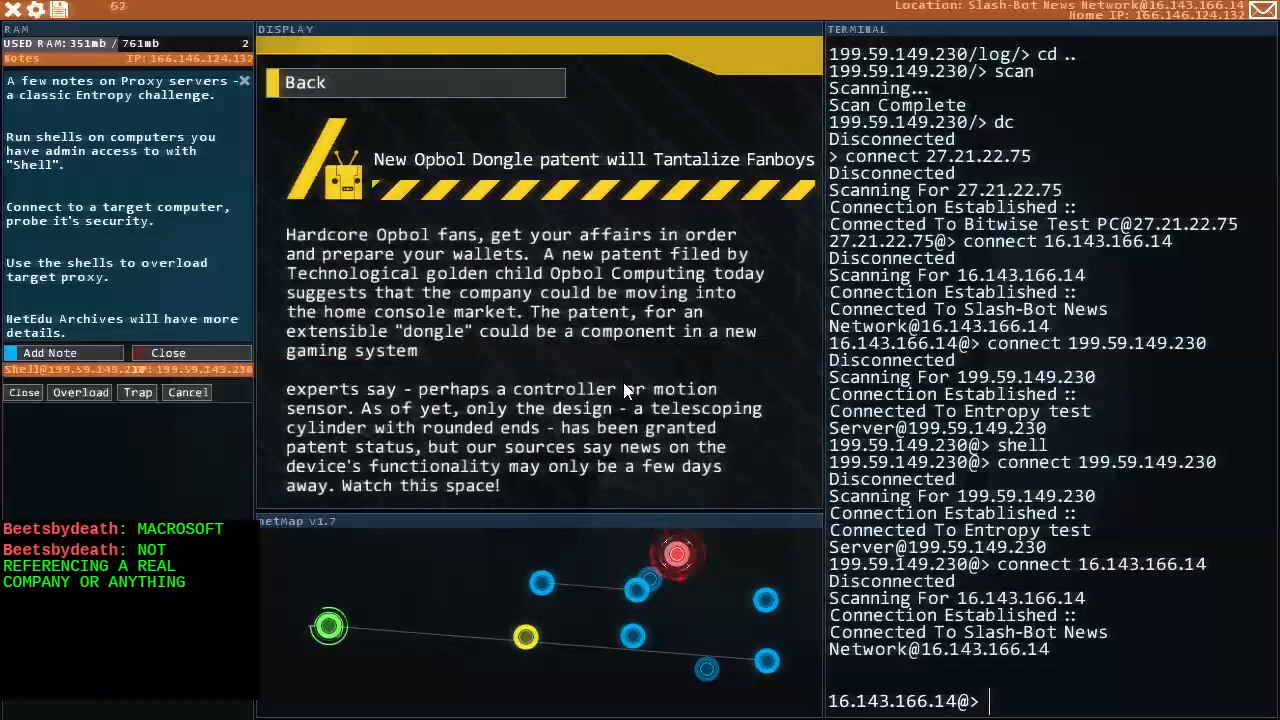 62
Location: Slash-Bot News Network@16.143.166.14
Home IP: 166.146.124.132
RAM
USED RAM: 351mb / 761mb 2
Notes IP: 166.146.124.132
A few notes on Proxy servers -
a classic Entropy challenge.
Run shells on computers you
have admin access to with
"Shell".
Connect to a target computer,
probe it's security.
Use the shells to overload
target proxy.
NetEdu Archives will have more
details.
Add Note Close
Close Overload Trap Cancel
Beetsbydeath: MACROSOFT
Beetsbydeath: NOT
REFERENCING A REAL
COMPANY OR ANYTHING
DISPLAY
Back
New Opbol Dongle patent will Tantalize Fanboys
Hardcore Opbol fans, get your affairs in order
and prepare your wallets.  A new patent filed by
Technological golden child Opbol Computing today
suggests that the company could be moving into
the home console market. The patent, for an
extensible "dongle" could be a component in a new
gaming system
experts say - perhaps a controller or motion
sensor. As of yet, only the design - a telescoping
cylinder with rounded ends - has been granted
patent status, but our sources say news on the
device's functionality may only be a few days
away. Watch this space!
netMap v1.7
TERMINAL
199.59.149.230/log/> cd ..
199.59.149.230/> scan
Scanning...
Scan Complete
199.59.149.230/> dc
Disconnected
> connect 27.21.22.75
Disconnected
Scanning For 27.21.22.75
Connection Established ::
Connected To Bitwise Test PC@27.21.22.75
27.21.22.75@> connect 16.143.166.14
Disconnected
Scanning For 16.143.166.14
Connection Established ::
Connected To Slash-Bot News
Network@16.143.166.14
16.143.166.14@> connect 199.59.149.230
Disconnected
Scanning For 199.59.149.230
Connection Established ::
Connected To Entropy test
Server@199.59.149.230
199.59.149.230@> shell
199.59.149.230@> connect 199.59.149.230
Disconnected
Scanning For 199.59.149.230
Connection Established ::
Connected To Entropy test
Server@199.59.149.230
199.59.149.230@> connect 16.143.166.14
Disconnected
Scanning For 16.143.166.14
Connection Established ::
Connected To Slash-Bot News
Network@16.143.166.14
16.143.166.14@>